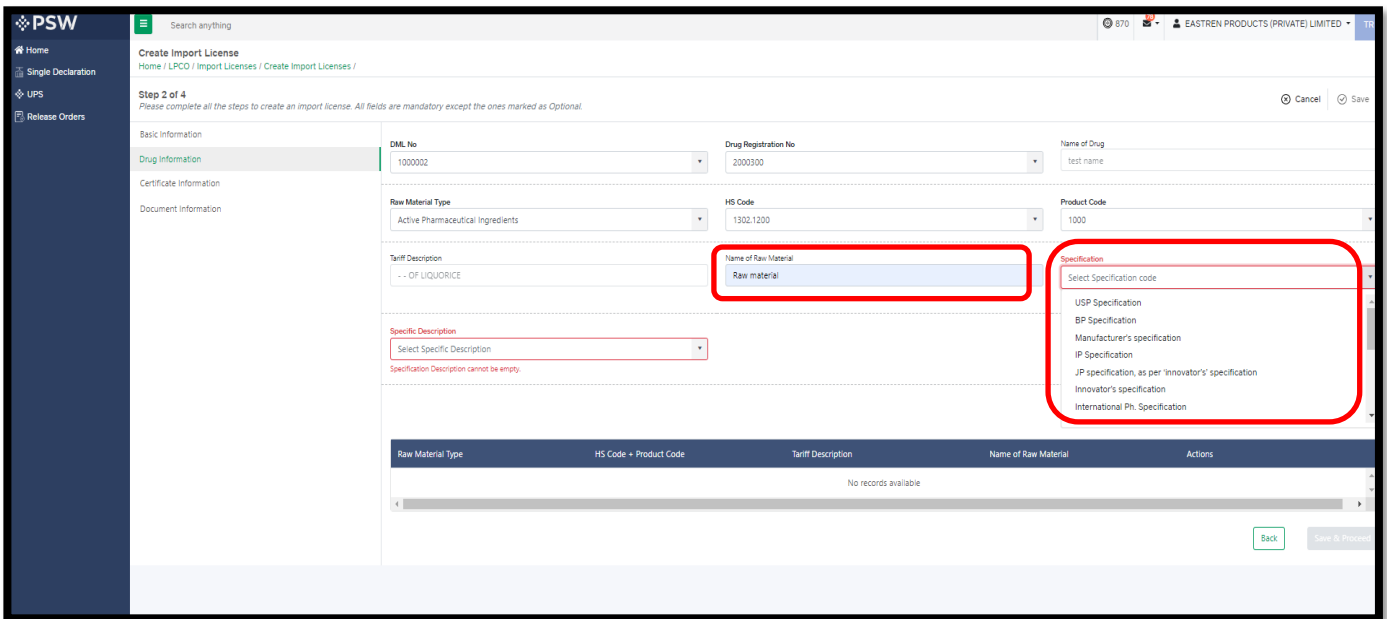 PSW
Search anything
870
EASTREN PRODUCTS (PRIVATE) LIMITED
TR
Home
Single Declaration
UPS
Release Orders
Create Import License
Home / LPCO / Import Licenses / Create Import Licenses /
Step 2 of 4
Please complete all the steps to create an import license. All fields are mandatory except the ones marked as Optional.
Cancel
Save
Basic Information
Drug Information
Certificate Information
Document Information
DML No
Drug Registration No
Name of Drug
1000002
2000300
test name
Raw Material Type
HS Code
Product Code
Active Pharmaceutical Ingredients
1302.1200
1000
Tariff Description
Name of Raw Material
Specification
- - OF LIQUORICE
Raw material
Select Specification code
USP Specification
BP Specification
Manufacturer's specification
IP Specification
JP specification, as per 'innovator's' specification
Innovator's specification
International Ph. Specification
Specific Description
Select Specific Description
Specification Description cannot be empty.
Raw Material Type
HS Code + Product Code
Tariff Description
Name of Raw Material
Actions
No records available
Back
Save & Proceed